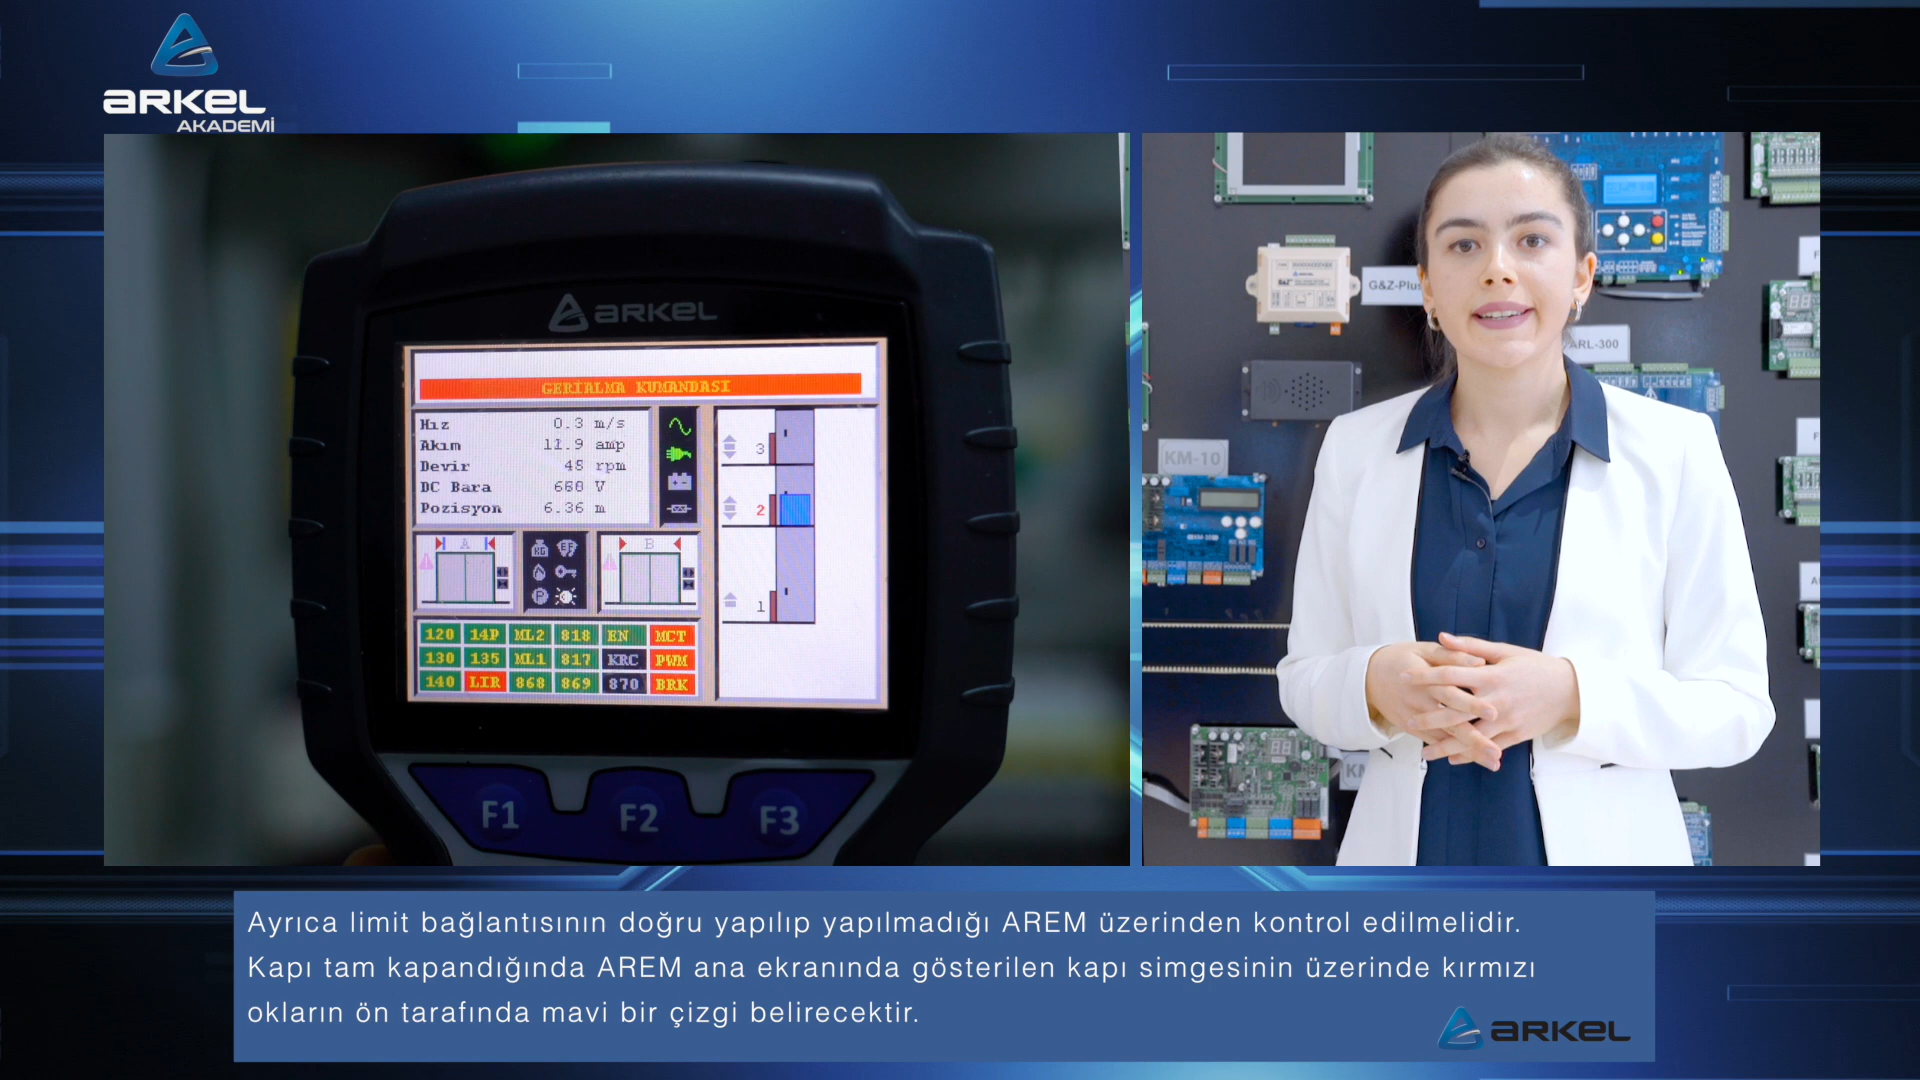 ARKEL
AKADEMİ
ARKEL
GERİALMA KUMANDASI
Hız 0.3 m/s
Akım 11.9 amp
Devir 48 rpm
DC Bara 668 V
Pozisyon 6.36 m
3
2
1
A
B
KG
P
120 14P ML2 818 EN MCT
130 135 ML1 817 KRC PWM
140 LIR 868 869 870 BRK
F1 F2 F3
G&Z-Plus
ARL-300
KM-10
KM
Ayrıca limit bağlantısının doğru yapılıp yapılmadığı AREM üzerinden kontrol edilmelidir.
Kapı tam kapandığında AREM ana ekranında gösterilen kapı simgesinin üzerinde kırmızı
okların ön tarafında mavi bir çizgi belirecektir.
ARKEL